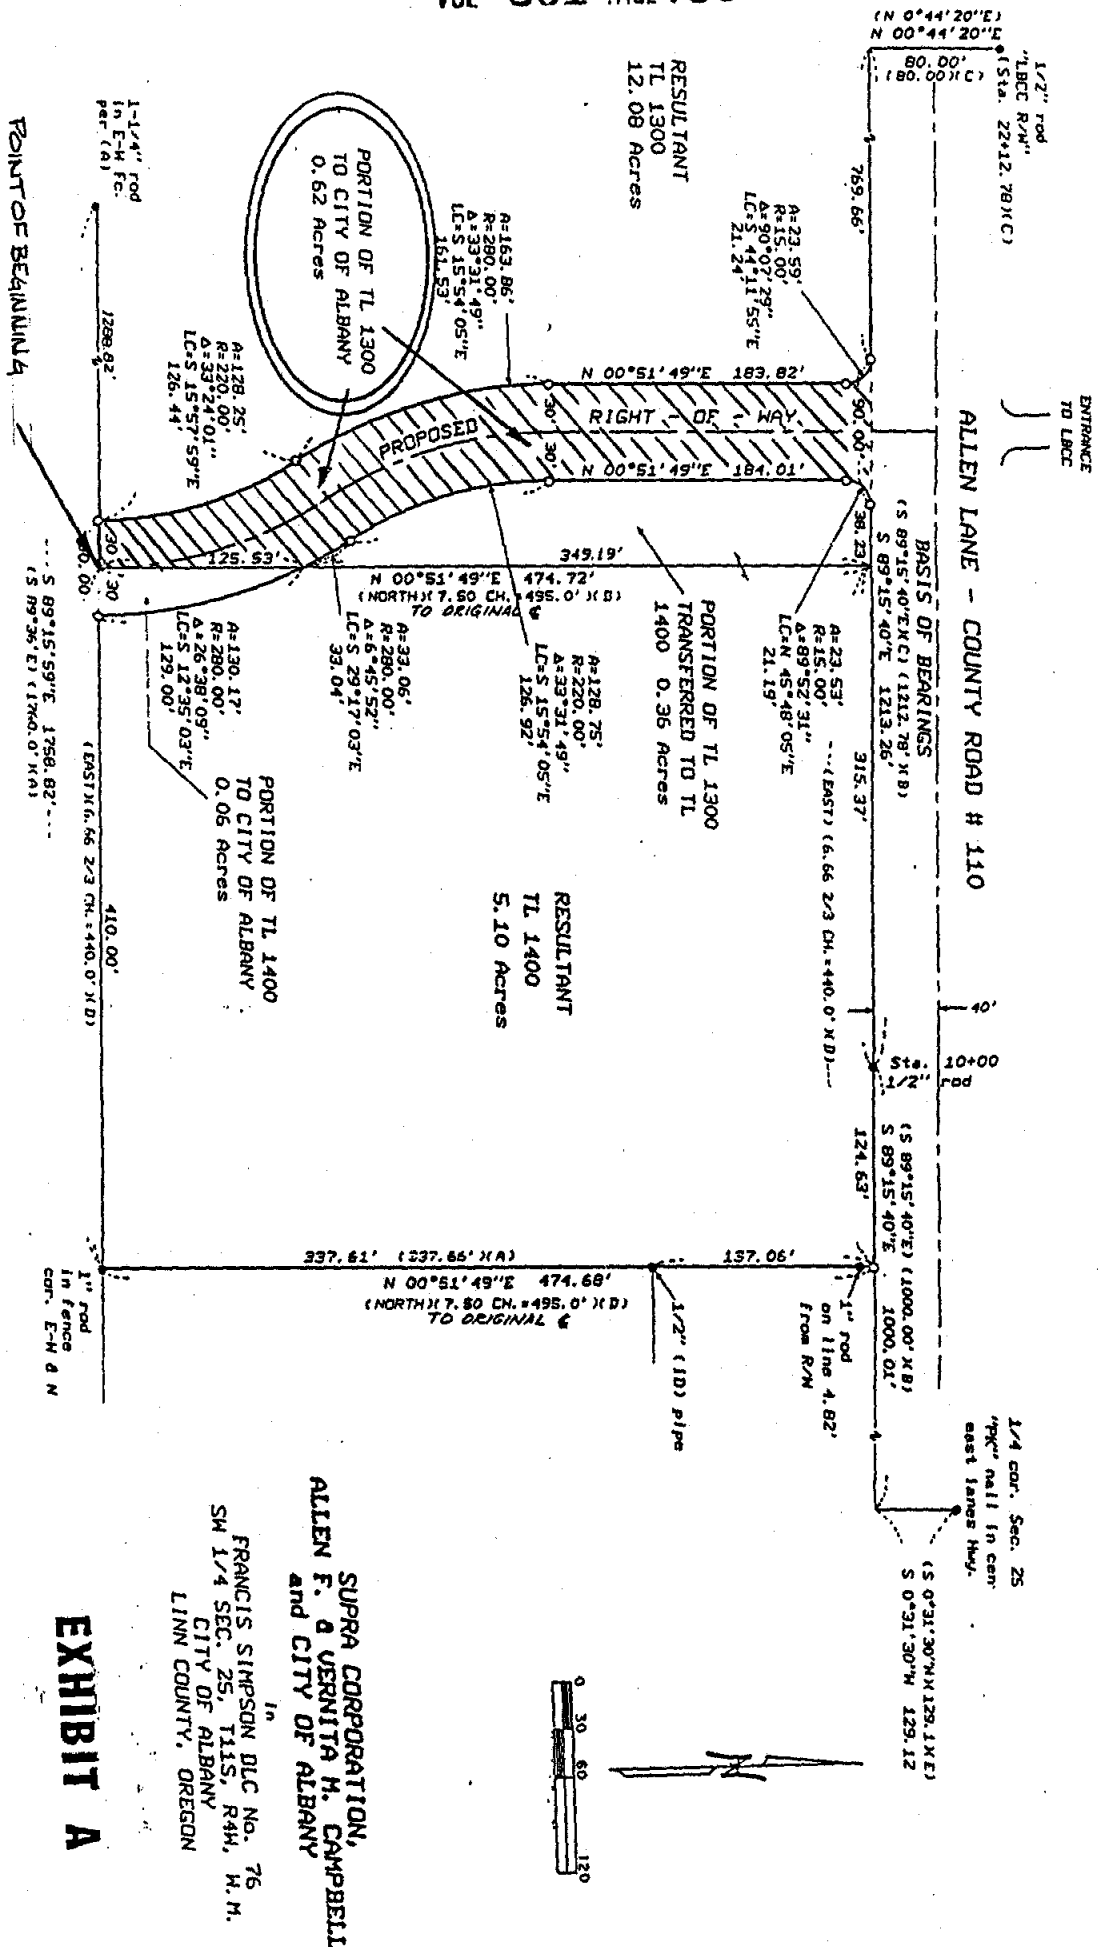 VOL
(N 0°44'20"E)
N 00°44'20"E
80.00'
(80.00)(C)
1/2" rod
"LBCC R/W"
(Sta. 22+12.78)(C)
RESULTANT
TL 1300
12.08 Acres
769.66'
A=23.59'
R=15.00'
Δ=90°07'29"
LC=S 44°11'55"E
21.24'
ENTRANCE
TO LBCC
ALLEN LANE - COUNTY ROAD # 110
BASIS OF BEARINGS
(S 89°15'40"E)(C) (1212.78')(B)
S 89°15'40"E 1213.26'
38.23'
90.00'
315.37'
---(EAST) (6.66 2/3 CH.=440.0')(D)---
40'
Sta. 10+00
1/2" rod
(S 89°15'40"E) (1000.00')(B)
S 89°15'40"E 1000.01'
124.63'
1/4 cor. Sec. 25
"PK" nail in cen
east lanes Hwy.
(S 0°31'30"W)(129.1)(E)
S 0°31'30"W 129.12
1" rod
on line 4.82'
from R/W
1/2" (ID) pipe
N 00°51'49"E 183.82'
RIGHT - OF - WAY
PROPOSED
N 00°51'49"E 184.01'
30'
30'
A=163.86'
R=280.00'
Δ=33°31'49"
LC=S 15°54'05"E
161.53'
PORTION OF TL 1300
TO CITY OF ALBANY
0.62 Acres
A=23.53'
R=15.00'
Δ=89°52'31"
LC=N 45°48'05"E
21.19'
PORTION OF TL 1300
TRANSFERRED TO TL
1400 0.36 Acres
A=128.75'
R=220.00'
Δ=33°31'49"
LC=S 15°54'05"E
126.92'
125.53'
349.19'
N 00°51'49"E 474.72'
(NORTH)(7.50 CH.=495.0')(D)
TO ORIGINAL ℄
A=33.06'
R=280.00'
Δ=6°45'52"
LC=S 29°17'03"E
33.04'
A=128.25'
R=220.00'
Δ=33°24'01"
LC=S 15°57'59"E
126.44'
A=130.17'
R=280.00'
Δ=26°38'09"
LC=S 12°35'03"E
129.00'
PORTION OF TL 1400
TO CITY OF ALBANY
0.06 Acres
RESULTANT
TL 1400
5.10 Acres
337.61' (337.66')(A)
137.06'
N 00°51'49"E 474.68'
(NORTH)(7.50 CH.=495.0')(D)
TO ORIGINAL ℄
1-1/4" rod
in E-W Fc.
per (A)
1288.82'
30'
30'
60.00'
410.00'
(EAST)(6.66 2/3 CH.=440.0')(D)
--- S 89°15'59"E 1758.82'---
(S 89°36'E) (1760.0')(A)
POINT OF BEGINNING
1" rod
in fence
cor. E-W & N
N
0 30 60 120
SUPRA CORPORATION,
ALLEN F. & VERNITA M. CAMPBELL
and CITY OF ALBANY
in
FRANCIS SIMPSON DLC No. 76
SW 1/4 SEC. 25, T11S, R4W, W.M.
CITY OF ALBANY
LINN COUNTY, OREGON
EXHIBIT A